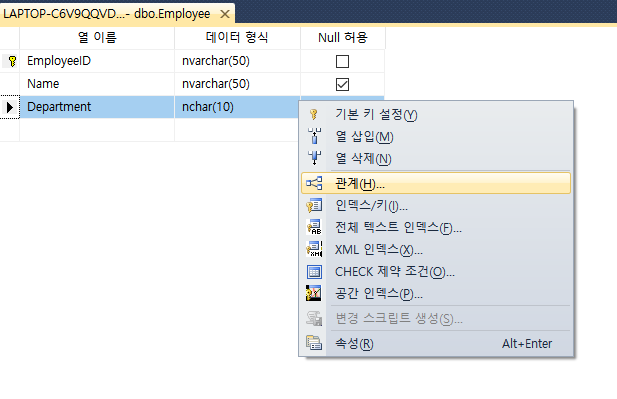 LAPTOP-C6V9QQVD...- dbo.Employee
열 이름 데이터 형식 Null 허용
EmployeeID nvarchar(50)
Name nvarchar(50)
Department nchar(10)
기본 키 설정(Y)
열 삽입(M)
열 삭제(N)
관계(H)...
인덱스/키(I)...
전체 텍스트 인덱스(F)...
XML 인덱스(X)...
CHECK 제약 조건(O)...
공간 인덱스(P)...
변경 스크립트 생성(S)...
속성(R) Alt+Enter